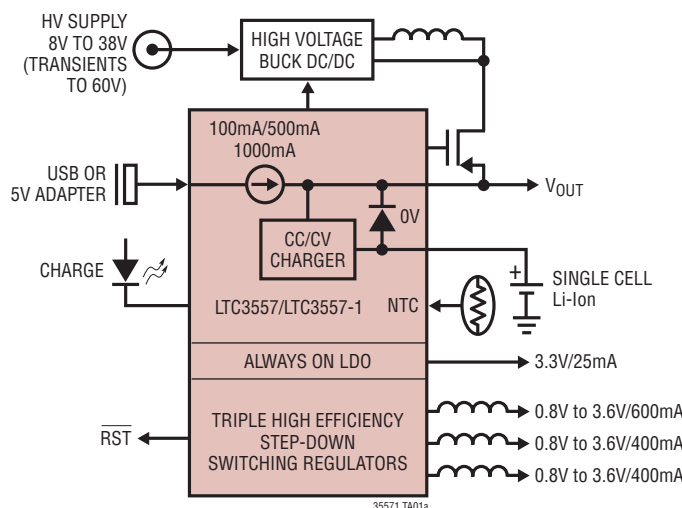 HV SUPPLY
8V TO 38V
(TRANSIENTS
TO 60V)
HIGH VOLTAGE
BUCK DC/DC
100mA/500mA
1000mA
USB OR
5V ADAPTER
VOUT
0V
CC/CV
CHARGER
CHARGE
LTC3557/LTC3557-1
NTC
+
SINGLE CELL
Li-Ion
ALWAYS ON LDO
3.3V/25mA
TRIPLE HIGH EFFICIENCY
STEP-DOWN
SWITCHING REGULATORS
RST
0.8V to 3.6V/600mA
0.8V to 3.6V/400mA
0.8V to 3.6V/400mA
35571 TA01a